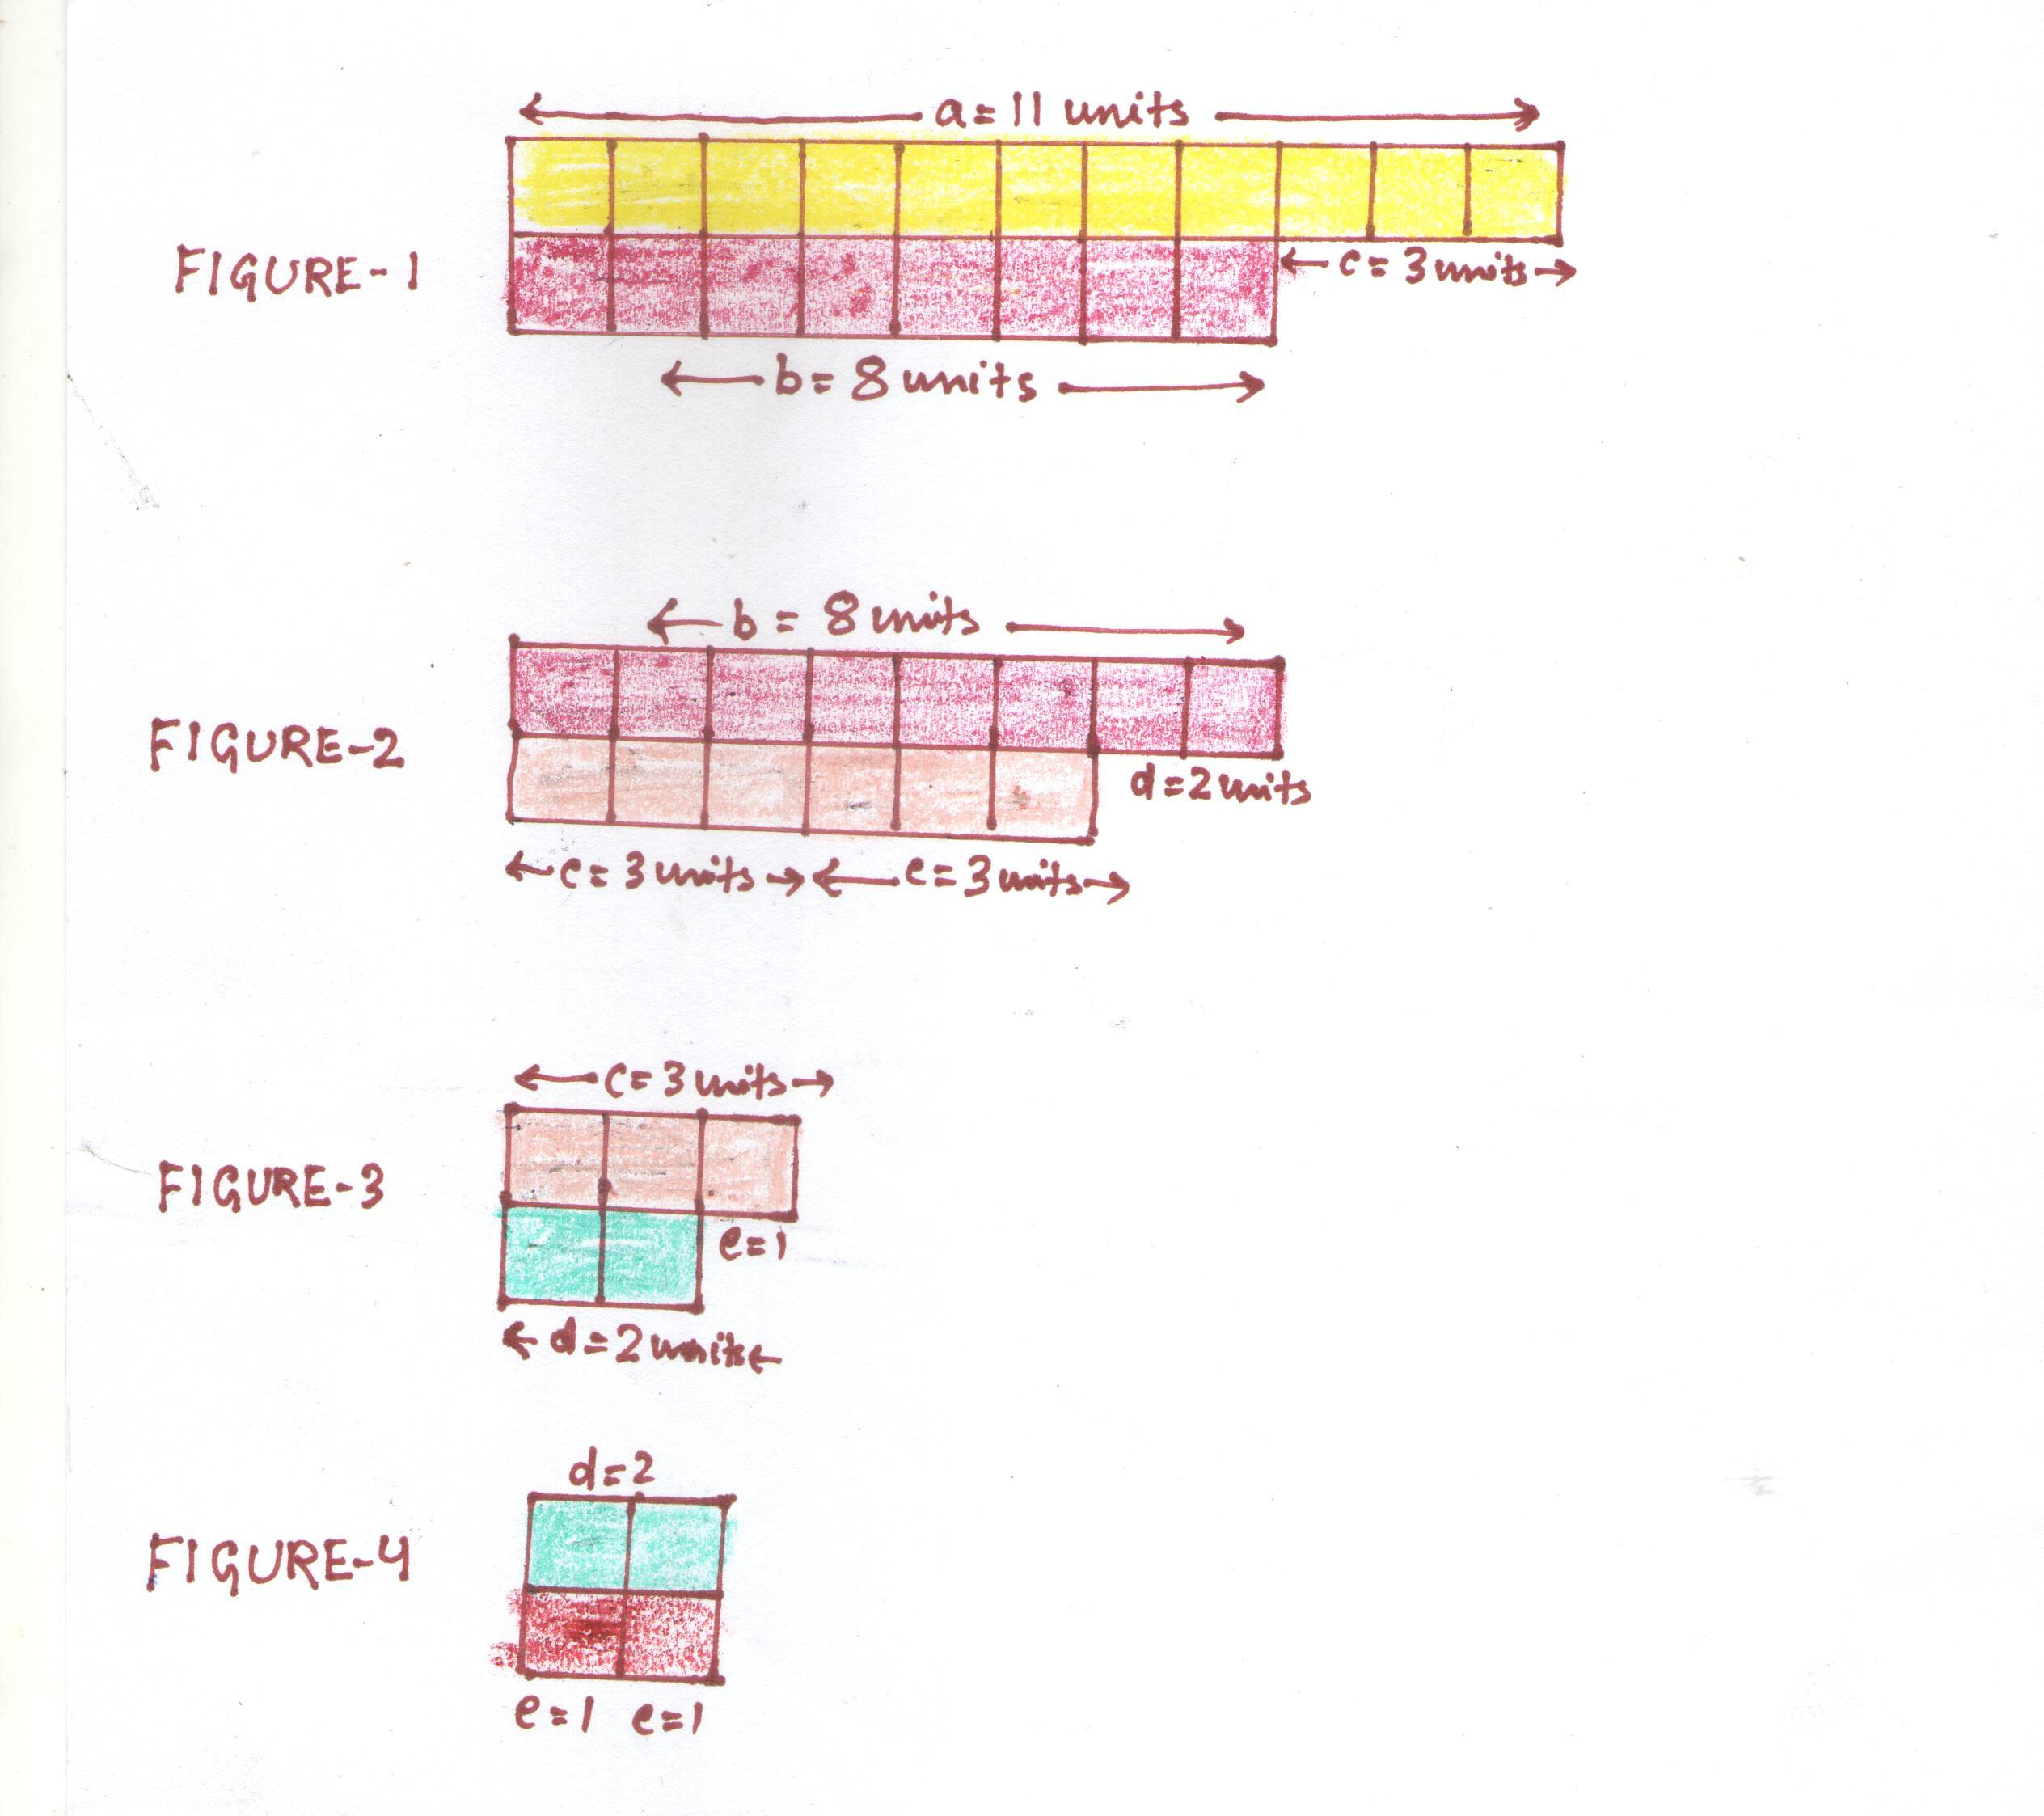 a = 11 units
FIGURE-1
c = 3 units
b = 8 units
b = 8 units
FIGURE-2
d = 2 units
c = 3 units c = 3 units
c = 3 units
FIGURE-3
e = 1
d = 2 units
d = 2
FIGURE-4
e = 1 e = 1